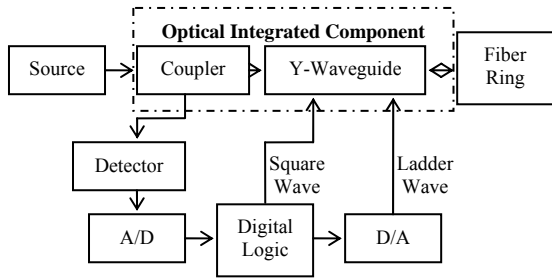 Optical Integrated Component
Source
Coupler
Y-Waveguide
Fiber
Ring
Detector
Square
Wave
Ladder
Wave
A/D
Digital
Logic
D/A